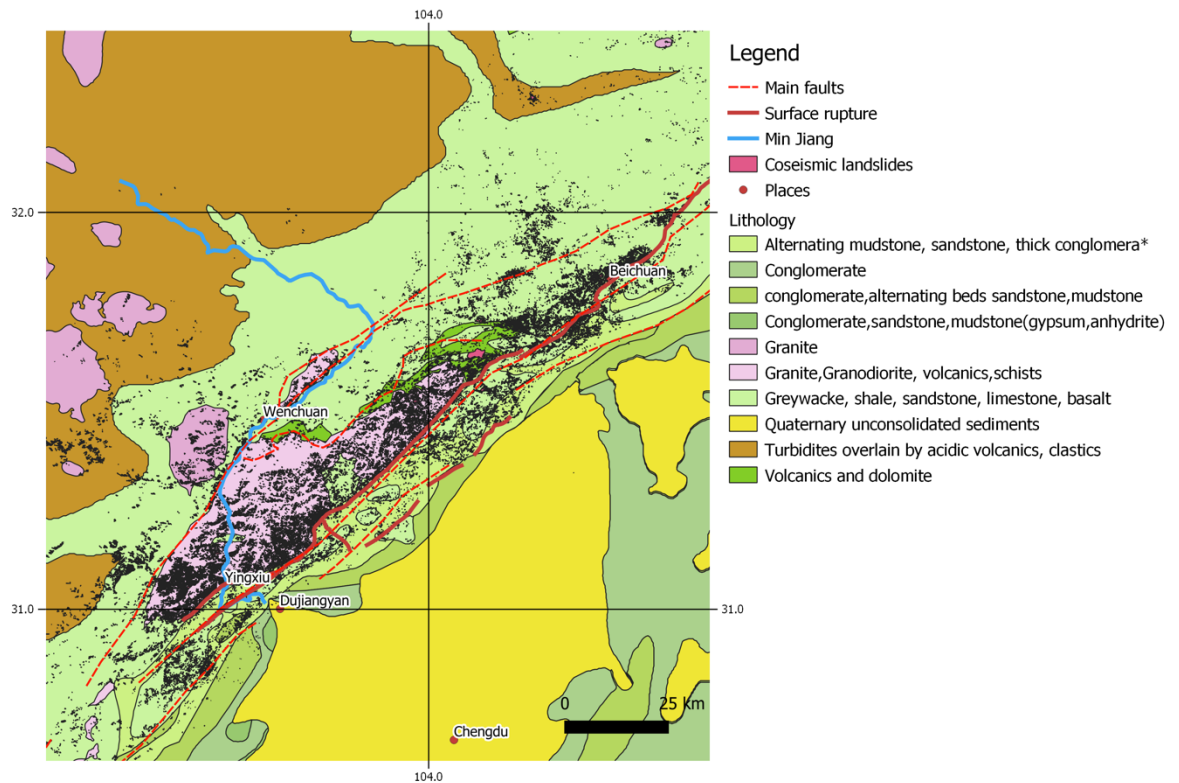 104.0
Legend
Main faults
Surface rupture
Min Jiang
Coseismic landslides
Places
32.0
Lithology
Alternating mudstone, sandstone, thick conglomera*
Conglomerate
Beichuan
conglomerate,alternating beds sandstone,mudstone
Conglomerate,sandstone,mudstone(gypsum,anhydrite)
Granite
Granite,Granodiorite, volcanics,schists
Greywacke, shale, sandstone, limestone, basalt
Wenchuan
Quaternary unconsolidated sediments
Turbidites overlain by acidic volcanics, clastics
Volcanics and dolomite
Yingxiu
Dujiangyan
31.0
31.0
0 25 km
Chengdu
104.0